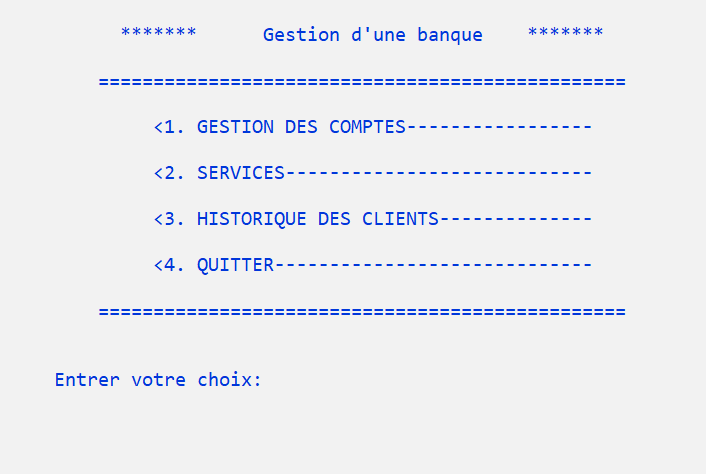 *******      Gestion d'une banque    *******
================================================
<1. GESTION DES COMPTES-----------------
<2. SERVICES----------------------------
<3. HISTORIQUE DES CLIENTS--------------
<4. QUITTER-----------------------------
================================================
Entrer votre choix: